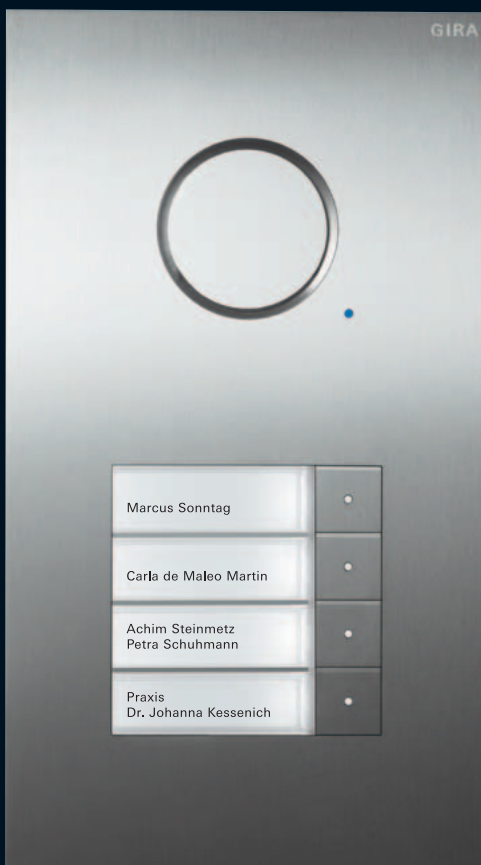 GIRA
Marcus Sonntag
Carla de Maleo Martin
Achim Steinmetz
Petra Schuhmann
Praxis
Dr. Johanna Kessenich